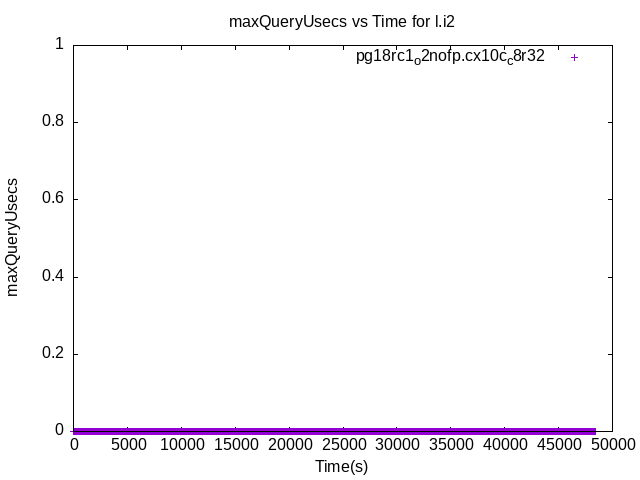 maxQueryUsecs vs Time for l.i2
pg18rc1o2nofp.cx10cc8r32
1
0.8
0.6
0.4
0.2
0
maxQueryUsecs
0 5000 10000 15000 20000 25000 30000 35000 40000 45000 50000
Time(s)